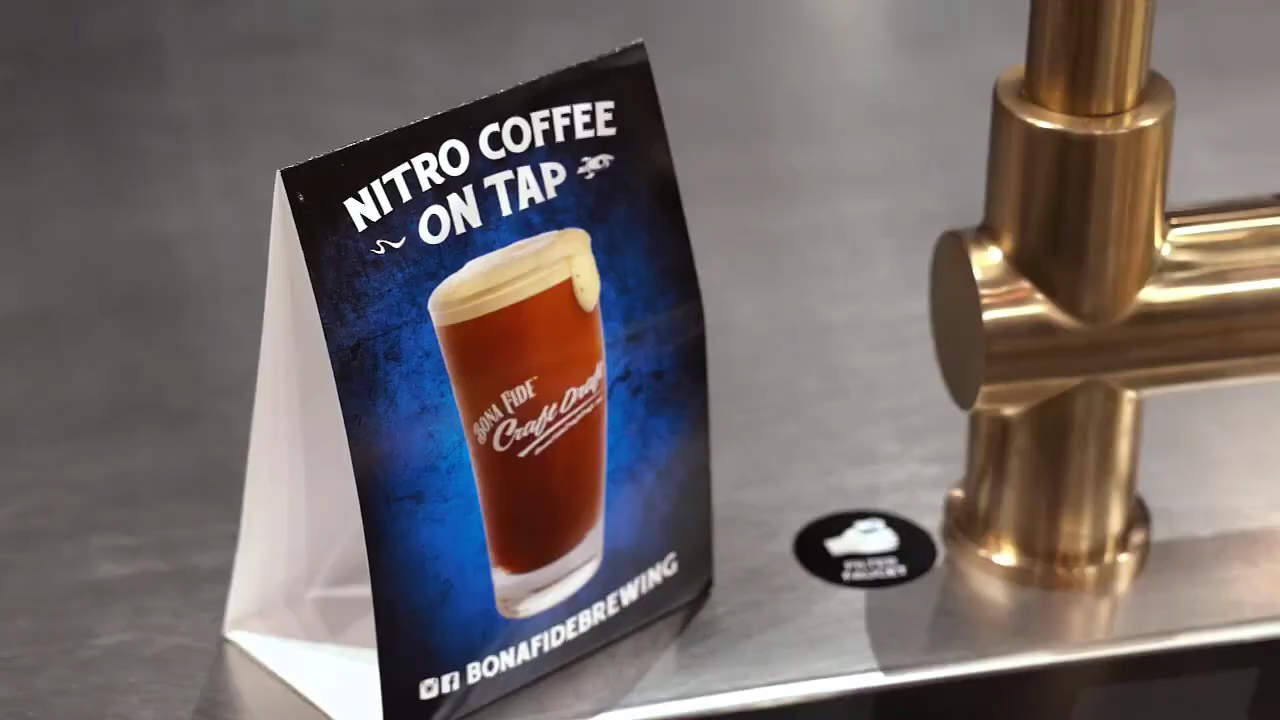 NITRO COFFEE
ON TAP
BONA FIDE
Craft Draft
BONAFIDEBREWING